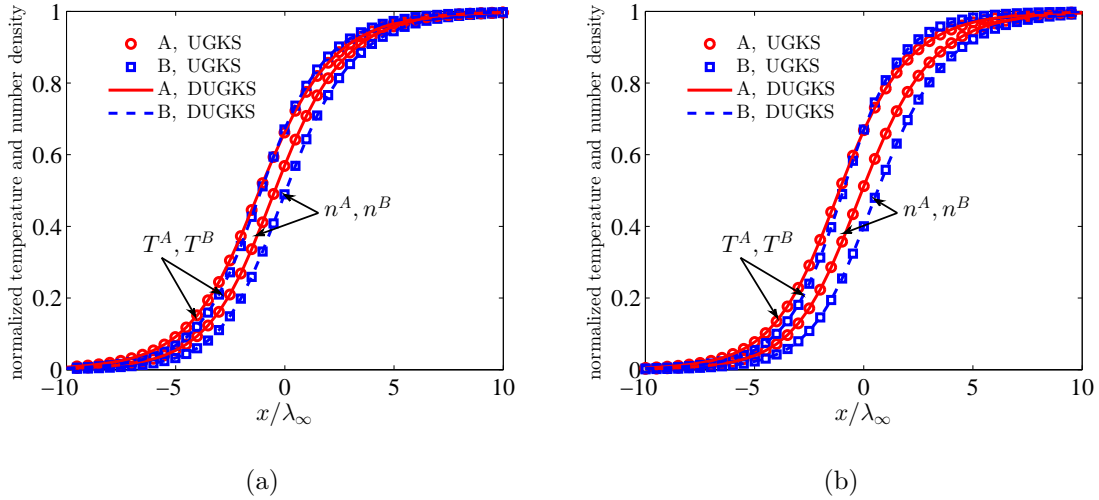 normalized temperature and number density
1
0.8
0.6
0.4
0.2
0
A, UGKS
B, UGKS
A, DUGKS
B, DUGKS
n^A, n^B
T^A, T^B
−10
−5
0
5
10
x/λ∞
(a)
normalized temperature and number density
1
0.8
0.6
0.4
0.2
0
A, UGKS
B, UGKS
A, DUGKS
B, DUGKS
n^A, n^B
T^A, T^B
−10
−5
0
5
10
x/λ∞
(b)